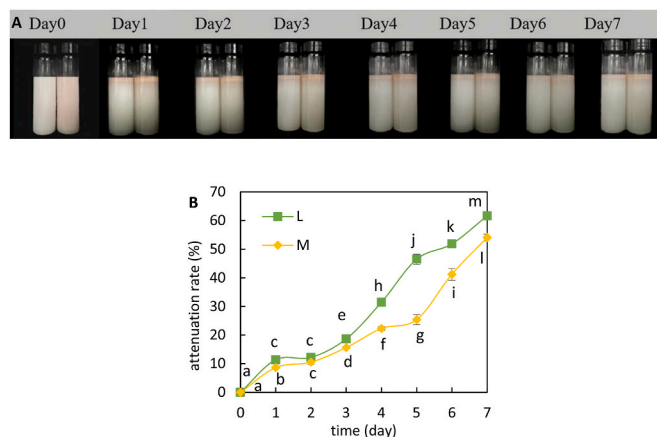 A Day0 Day1 Day2 Day3 Day4 Day5 Day6 Day7
B
70
60
50
40
30
20
10
0
attenuation rate (%)
L
M
a
a
c
b
c
c
e
d
h
f
j
g
k
i
m
l
0 1 2 3 4 5 6 7
time (day)